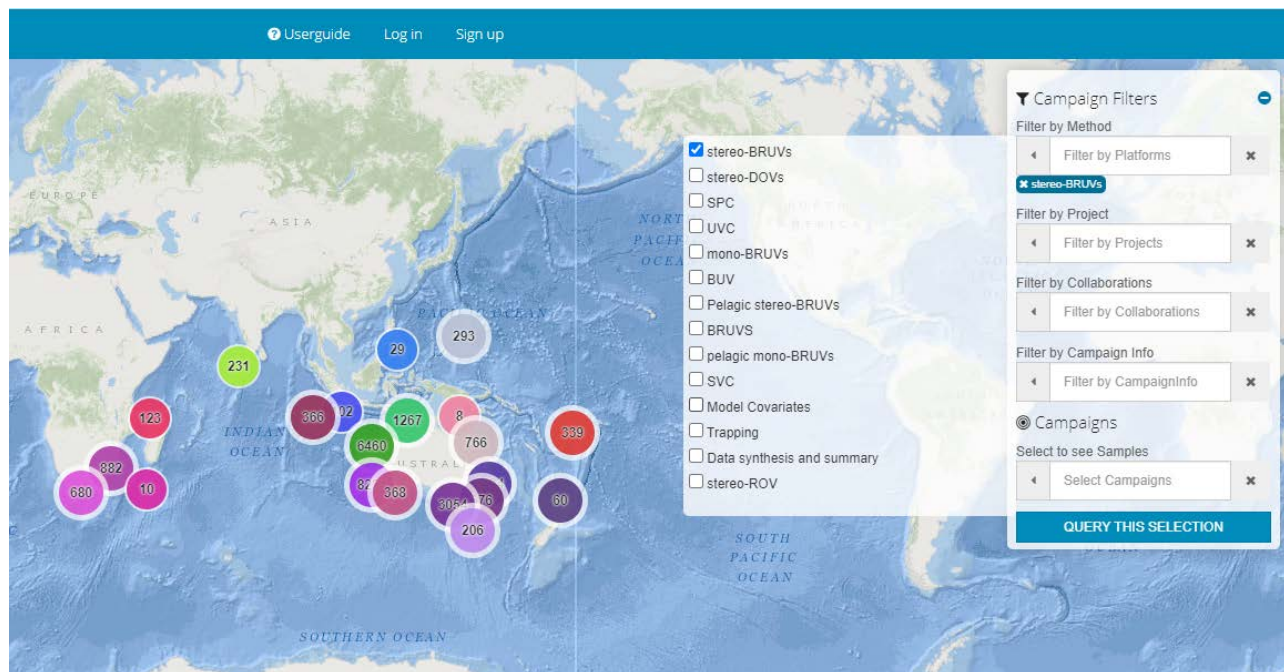 Userguide Log in Sign up
Campaign Filters
Filter by Method
Filter by Platforms
stereo-BRUVs
Filter by Project
Filter by Projects
Filter by Collaborations
Filter by Collaborations
Filter by Campaign Info
Filter by CampaignInfo
Campaigns
Select to see Samples
Select Campaigns
QUERY THIS SELECTION
stereo-BRUVs
stereo-DOVs
SPC
UVC
mono-BRUVs
BUV
Pelagic stereo-BRUVs
BRUVS
pelagic mono-BRUVs
SVC
Model Covariates
Trapping
Data synthesis and summary
stereo-ROV
EUROPE
ASIA
AFRICA
INDIAN
OCEAN
SOUTH
PACIFIC
OCEAN
SOUTHERN OCEAN
293
29
231
123
366
1267
8
6460
766
339
882
680
10
368
60
206